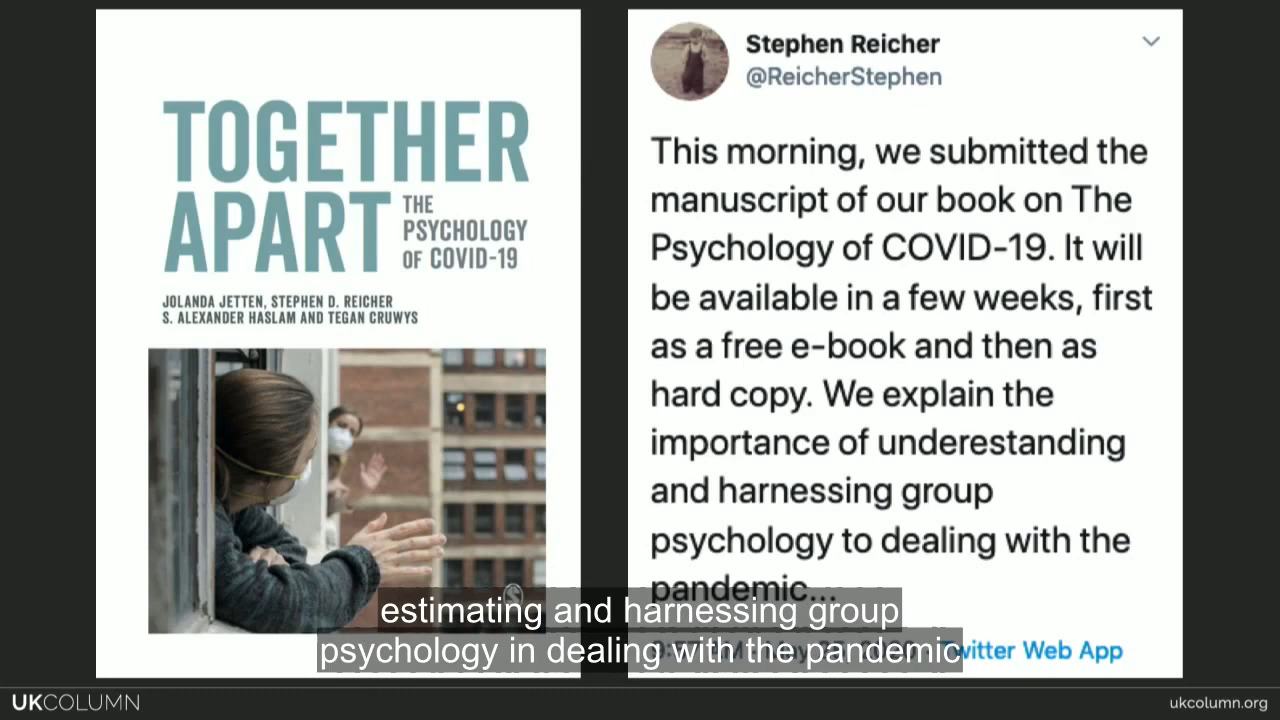 TOGETHER
APART
THE
PSYCHOLOGY
OF COVID-19
JOLANDA JETTEN, STEPHEN D. REICHER
S. ALEXANDER HASLAM AND TEGAN CRUWYS
Stephen Reicher
@ReicherStephen
This morning, we submitted the
manuscript of our book on The
Psychology of COVID-19. It will
be available in a few weeks, first
as a free e-book and then as
hard copy. We explain the
importance of underestanding
and harnessing group
psychology to dealing with the
pandemic...
Twitter Web App
estimating and harnessing group
psychology in dealing with the pandemic
UKCOLUMN
ukcolumn.org